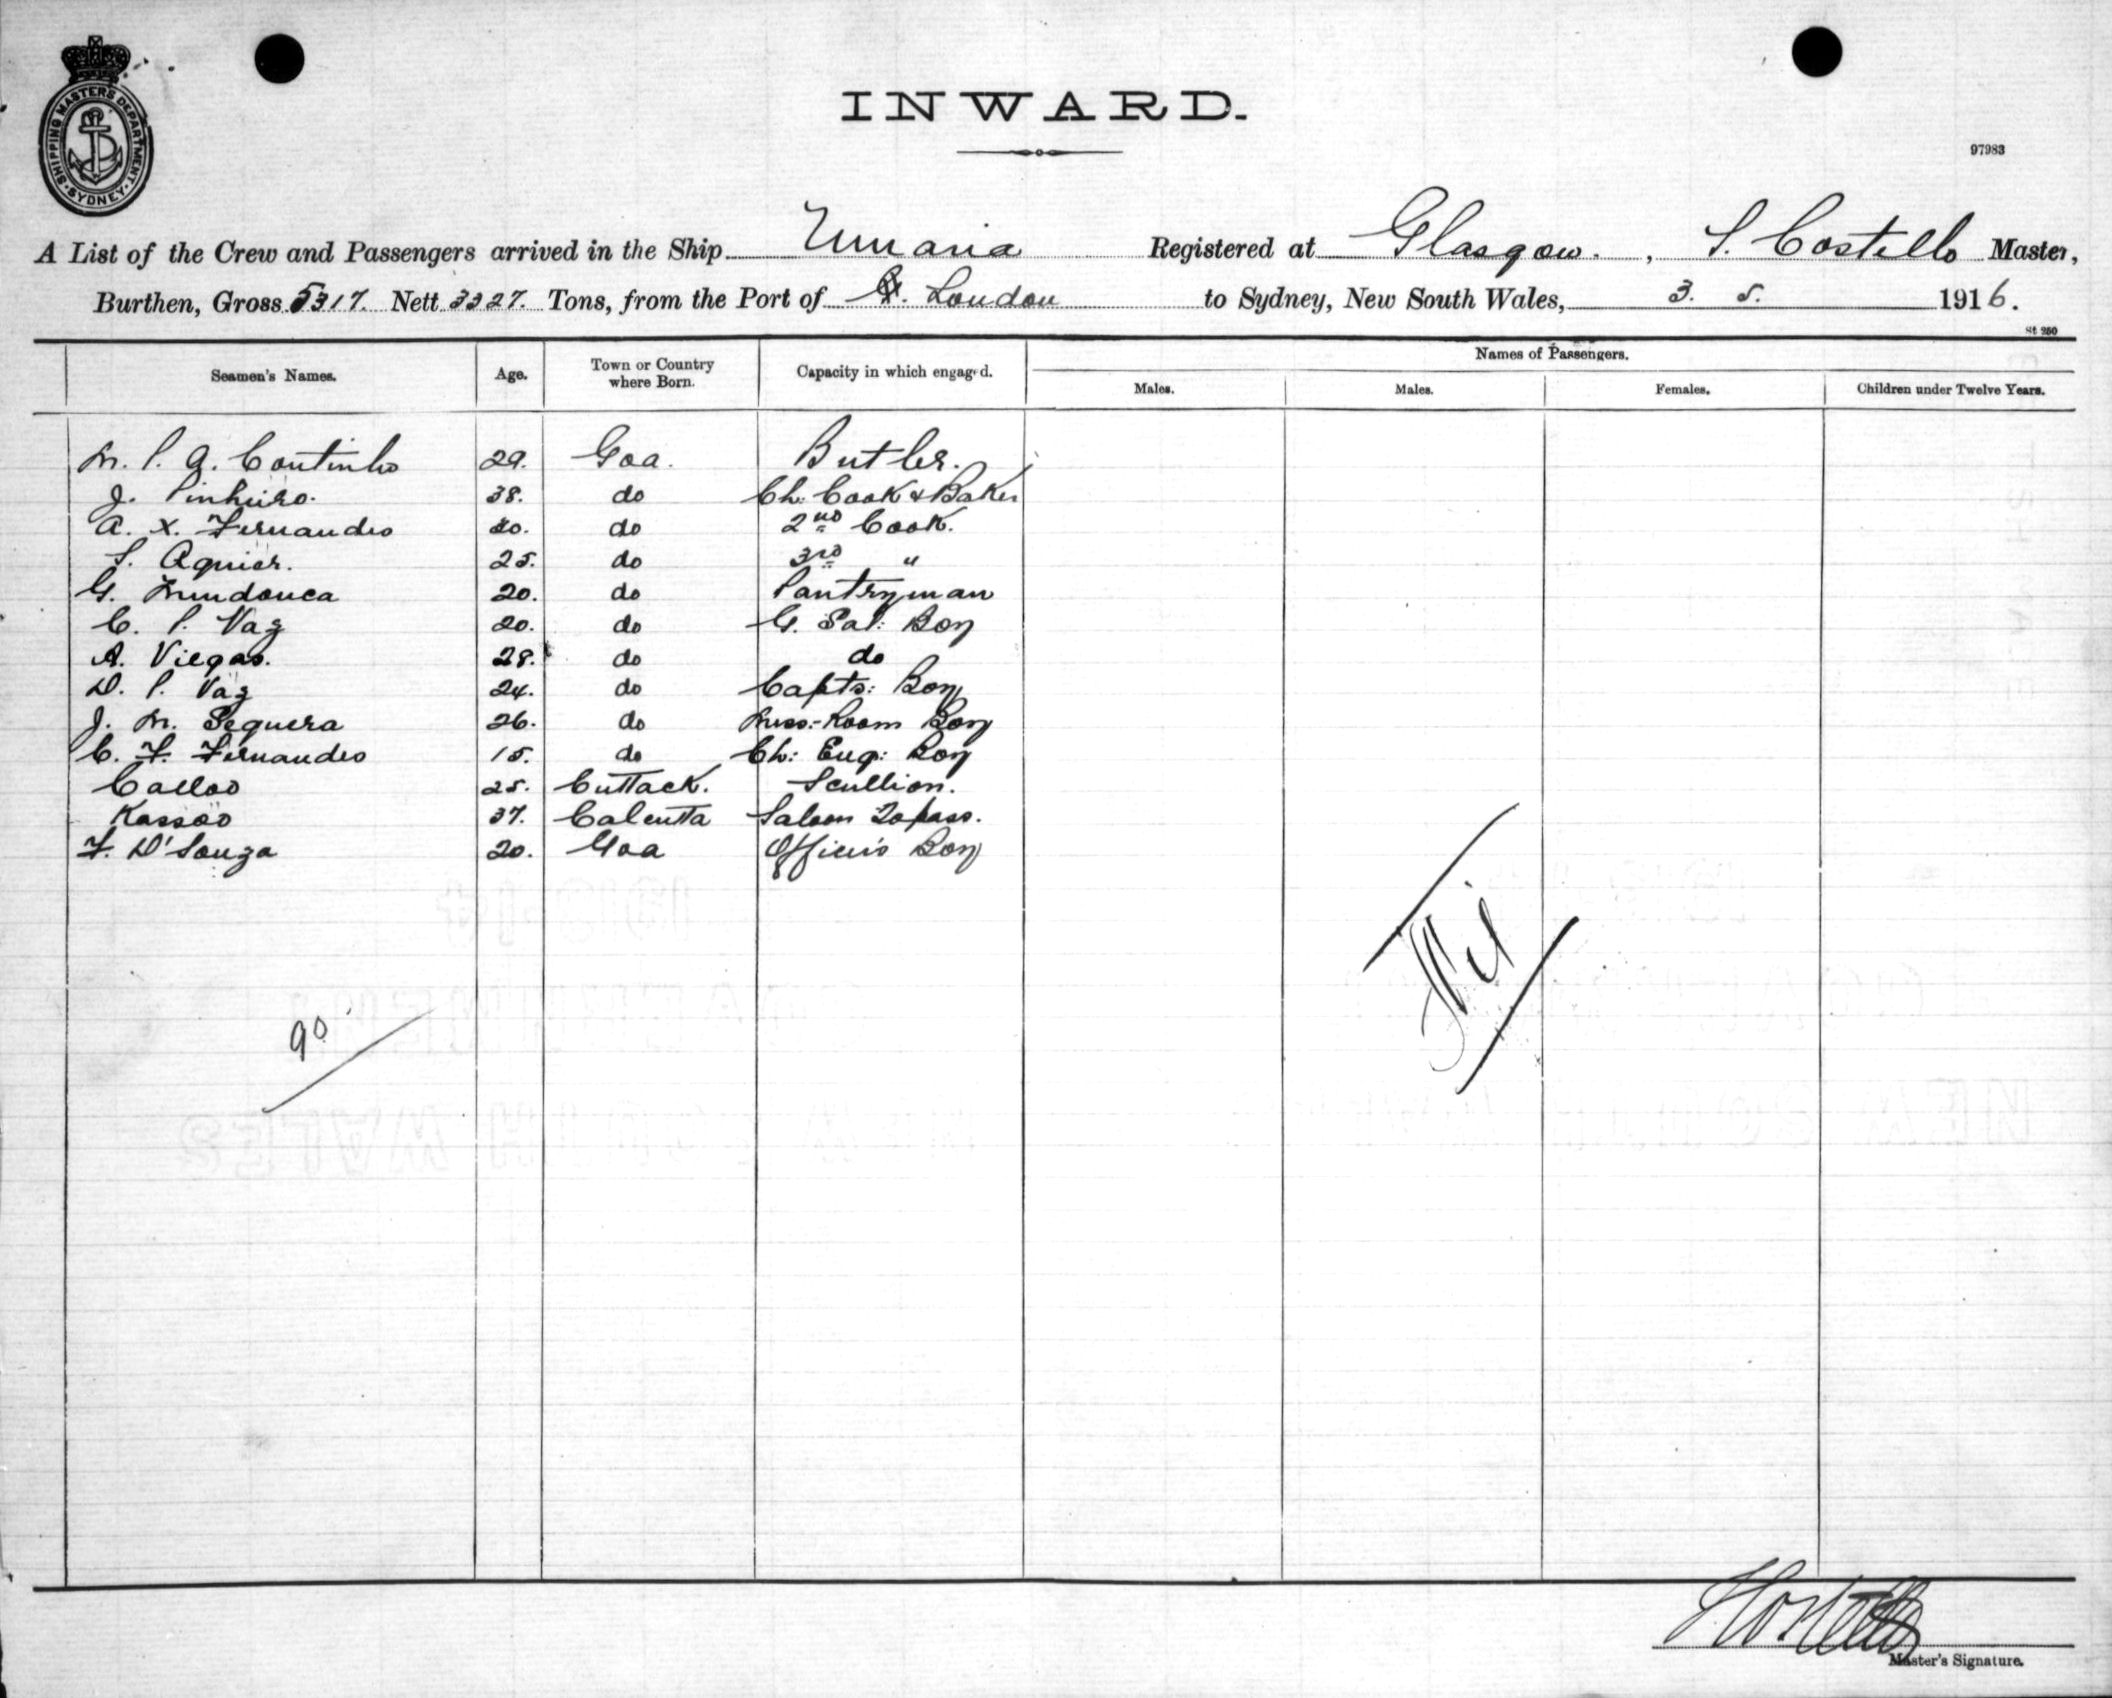 SHIPPING MASTERS DEPARTMENT
SYDNEY
INWARD.
97983
A List of the Crew and Passengers arrived in the Ship Umaria Registered at Glasgow. , S. Costello Master,
Burthen, Gross 5317. Nett 3327. Tons, from the Port of London to Sydney, New South Wales, 3. 5. 1916.
St 250
Seamen's Names. Age. Town or Country where Born. Capacity in which engaged. Names of Passengers.
Males. Males. Females. Children under Twelve Years.
M. P. A. Coutinho 29. Goa. Butler.
J. Pinheiro. 38. do Ch: Cook & Baker
A. X. Fernandes do 2nd Cook.
S. Aguiar. 25. do 3rd "
G. Mendonca 20. do Pantryman
C. P. Vaz 20. do G. Sal: Boy
A. Viegas. 28. do do
D. P. Vaz 24. do Capts: Boy
J. M. Sequera 26. do Mess:-Room Boy
C. F. Fernandes 15. do Ch: Eng: Boy
Calloo 25. Cuttack. Scullion.
Kassoo 37. Calcutta Saloon Topass.
F. D'Souza 20. Goa Officers Boy
Nil
90
Master's Signature.